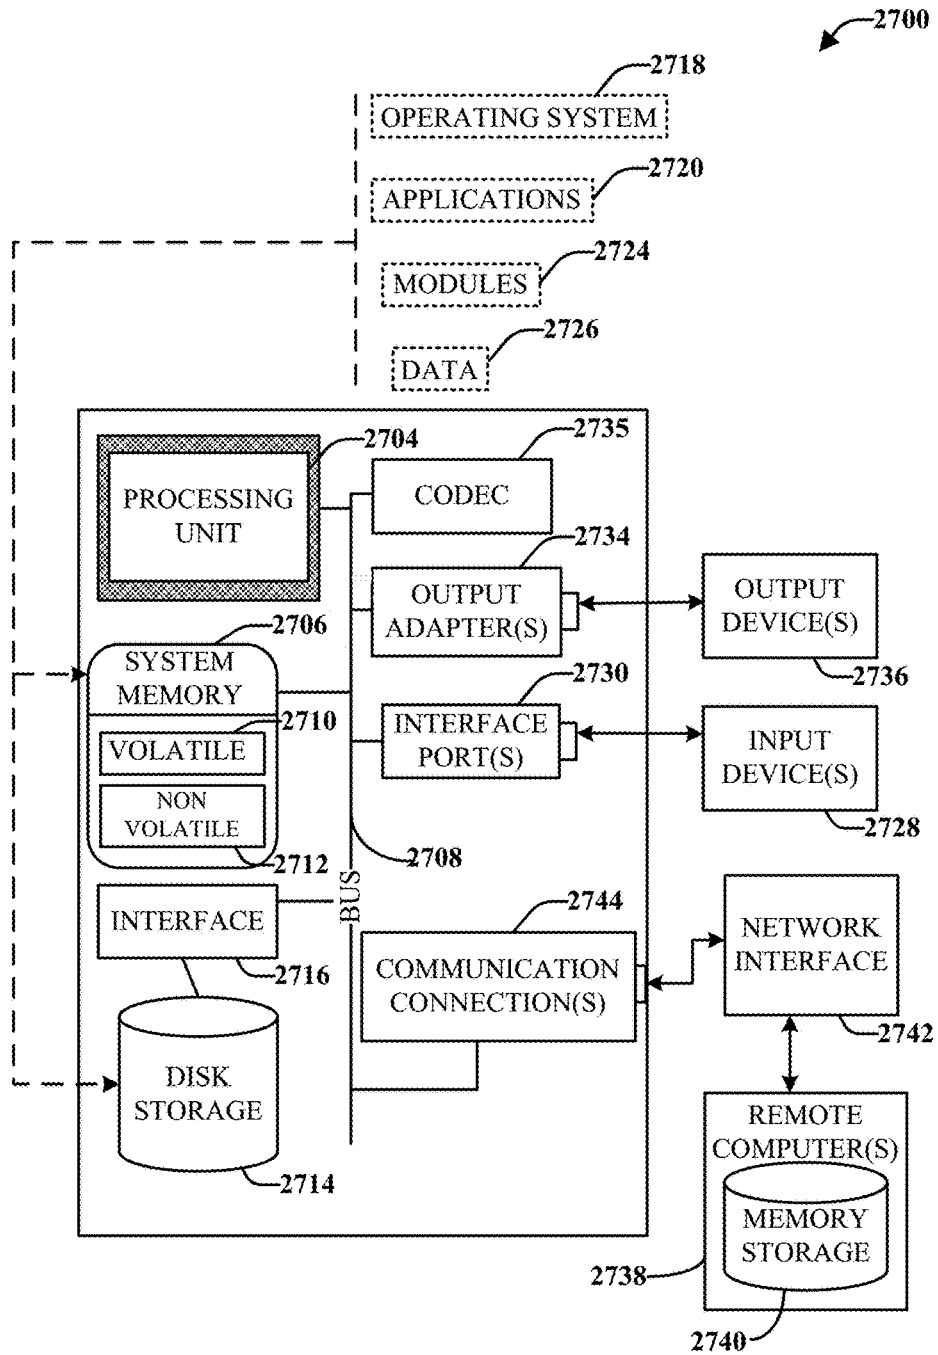 2700
2718
OPERATING SYSTEM
2720
APPLICATIONS
2724
MODULES
2726
DATA
2704
PROCESSING
UNIT
2735
CODEC
2734
OUTPUT
ADAPTER(S)
OUTPUT
DEVICE(S)
2736
2706
SYSTEM
MEMORY
2710
VOLATILE
NON
VOLATILE
2712
2730
INTERFACE
PORT(S)
INPUT
DEVICE(S)
2728
2708
BUS
INTERFACE
2716
2744
COMMUNICATION
CONNECTION(S)
NETWORK
INTERFACE
2742
DISK
STORAGE
2714
REMOTE
COMPUTER(S)
MEMORY
STORAGE
2738
2740